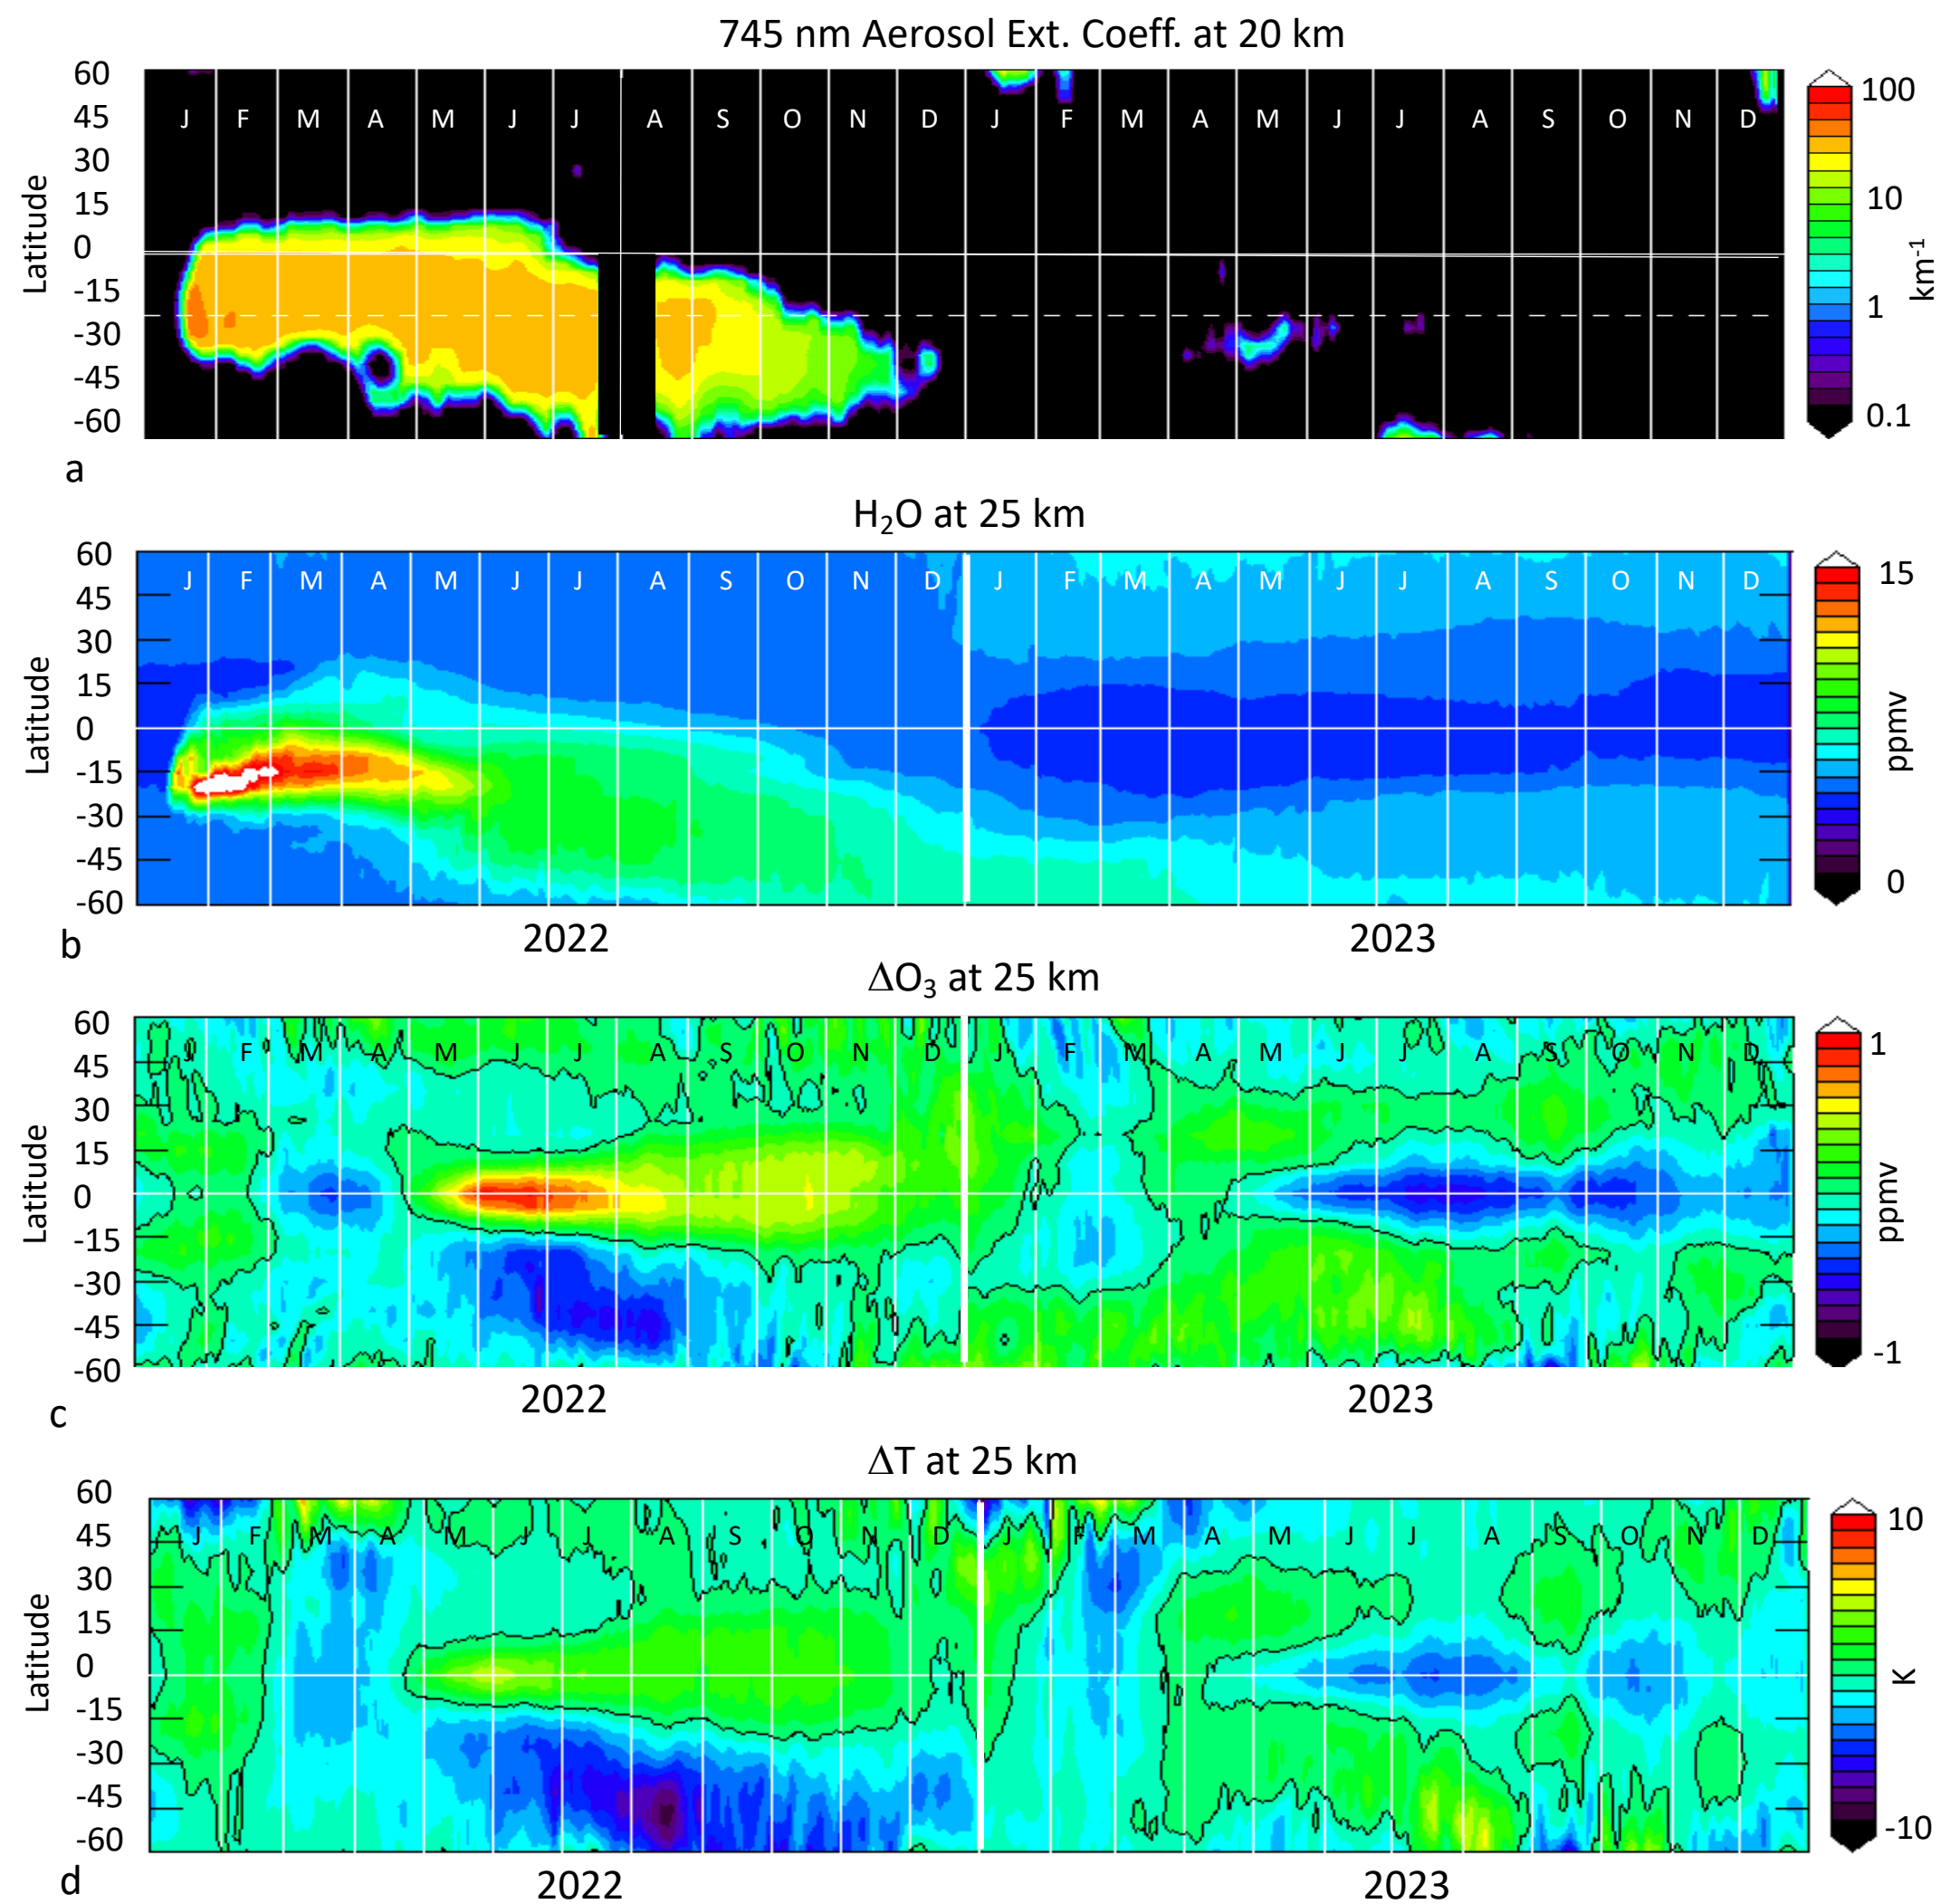 745 nm Aerosol Ext. Coeff. at 20 km
60
45
30
15
0
-15
-30
-45
-60
Latitude
J F M A M J J A S O N D J F M A M J J A S O N D
100
10
1
0.1
km⁻¹
a
H₂O at 25 km
60
45
30
15
0
-15
-30
-45
-60
Latitude
J F M A M J J A S O N D J F M A M J J A S O N D
15
0
ppmv
2022 2023
b
ΔO₃ at 25 km
60
45
30
15
0
-15
-30
-45
-60
Latitude
J F M A M J J A S O N D J F M A M J J A S O N D
1
-1
ppmv
2022 2023
c
ΔT at 25 km
60
45
30
15
0
-15
-30
-45
-60
Latitude
J F M A M J J A S O N D J F M A M J J A S O N D
10
-10
K
2022 2023
d